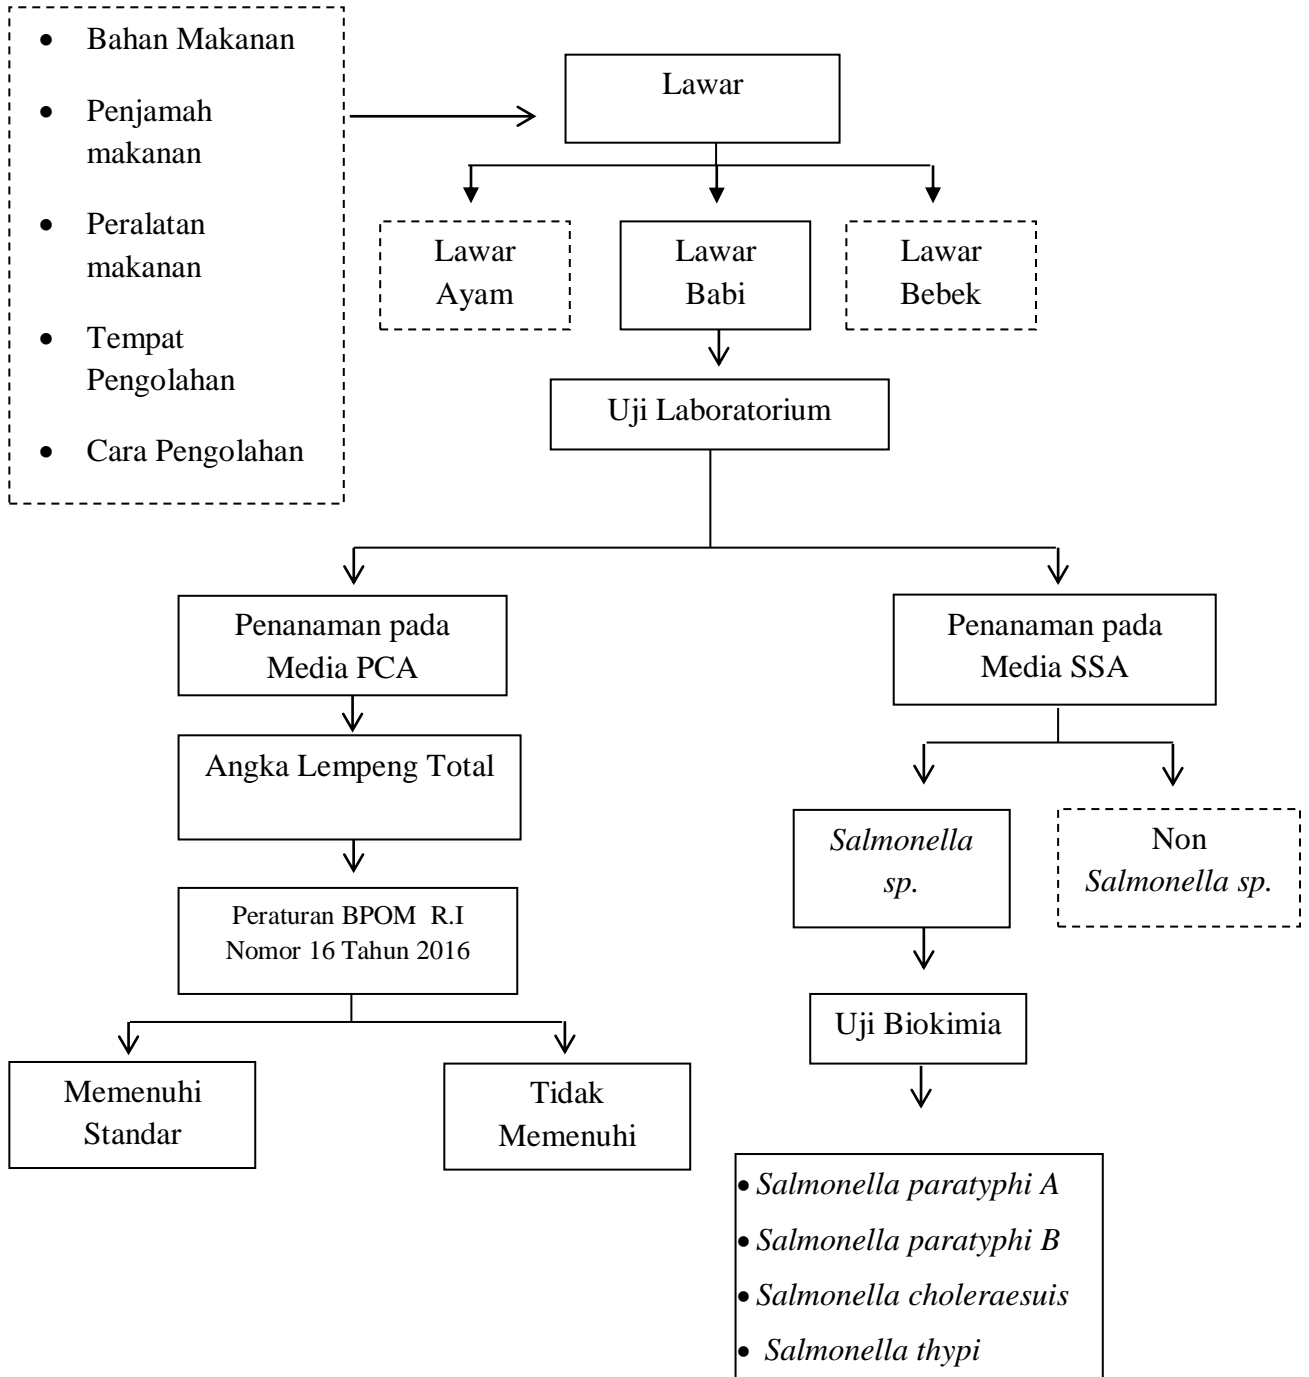 • Bahan Makanan
• Penjamah
makanan
• Peralatan
makanan
• Tempat
Pengolahan
• Cara Pengolahan
Lawar
Lawar
Ayam
Lawar
Babi
Lawar
Bebek
Uji Laboratorium
Penanaman pada
Media PCA
Penanaman pada
Media SSA
Angka Lempeng Total
Salmonella
sp.
Non
Salmonella sp.
Peraturan BPOM R.I
Nomor 16 Tahun 2016
Uji Biokimia
Memenuhi
Standar
Tidak
Memenuhi
• Salmonella paratyphi A
• Salmonella paratyphi B
• Salmonella choleraesuis
• Salmonella thypi